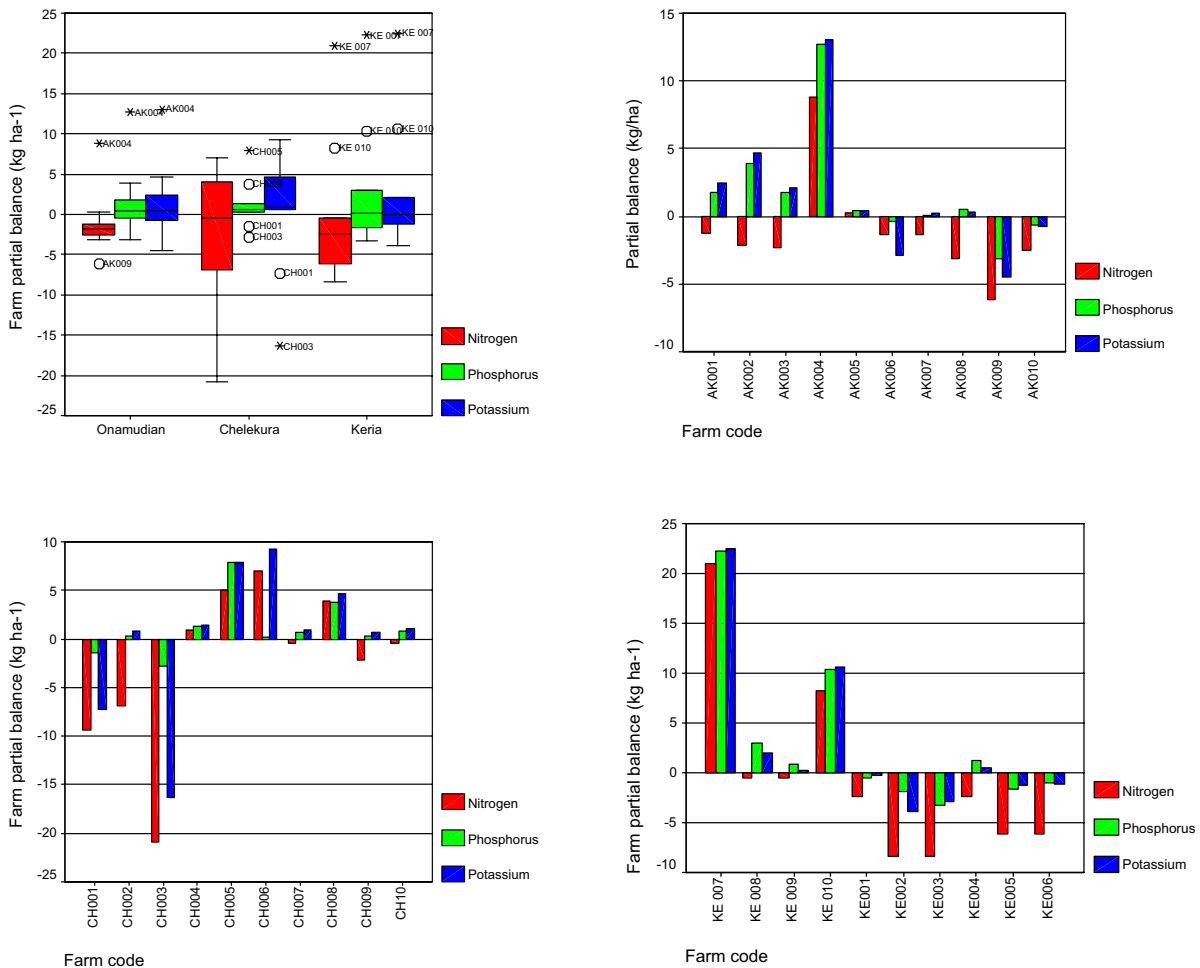 Farm partial balance (kg ha-1)
25
20
15
10
5
0
-5
-10
-15
-20
-25
AK004
AK009
AK004
CH005
CH008
CH001
CH003
CH001
CH003
KE 007
KE 007
KE 007
KE 010
KE 010
KE 010
Onamudian
Chelekura
Keria
Nitrogen
Phosphorus
Potassium
Partial balance (kg/ha)
15
10
5
0
-5
-10
AK001
AK002
AK003
AK004
AK005
AK006
AK007
AK008
AK009
AK010
Farm code
Nitrogen
Phosphorus
Potassium
Farm partial balance (kg ha-1)
10
5
0
-5
-10
-15
-20
-25
CH001
CH002
CH003
CH004
CH005
CH006
CH007
CH008
CH009
CH10
Farm code
Nitrogen
Phosphorus
Potassium
Farm partial balance (kg ha-1)
25
20
15
10
5
0
-5
-10
KE 007
KE 008
KE 009
KE 010
KE001
KE002
KE003
KE004
KE005
KE006
Farm code
Nitrogen
Phosphorus
Potassium